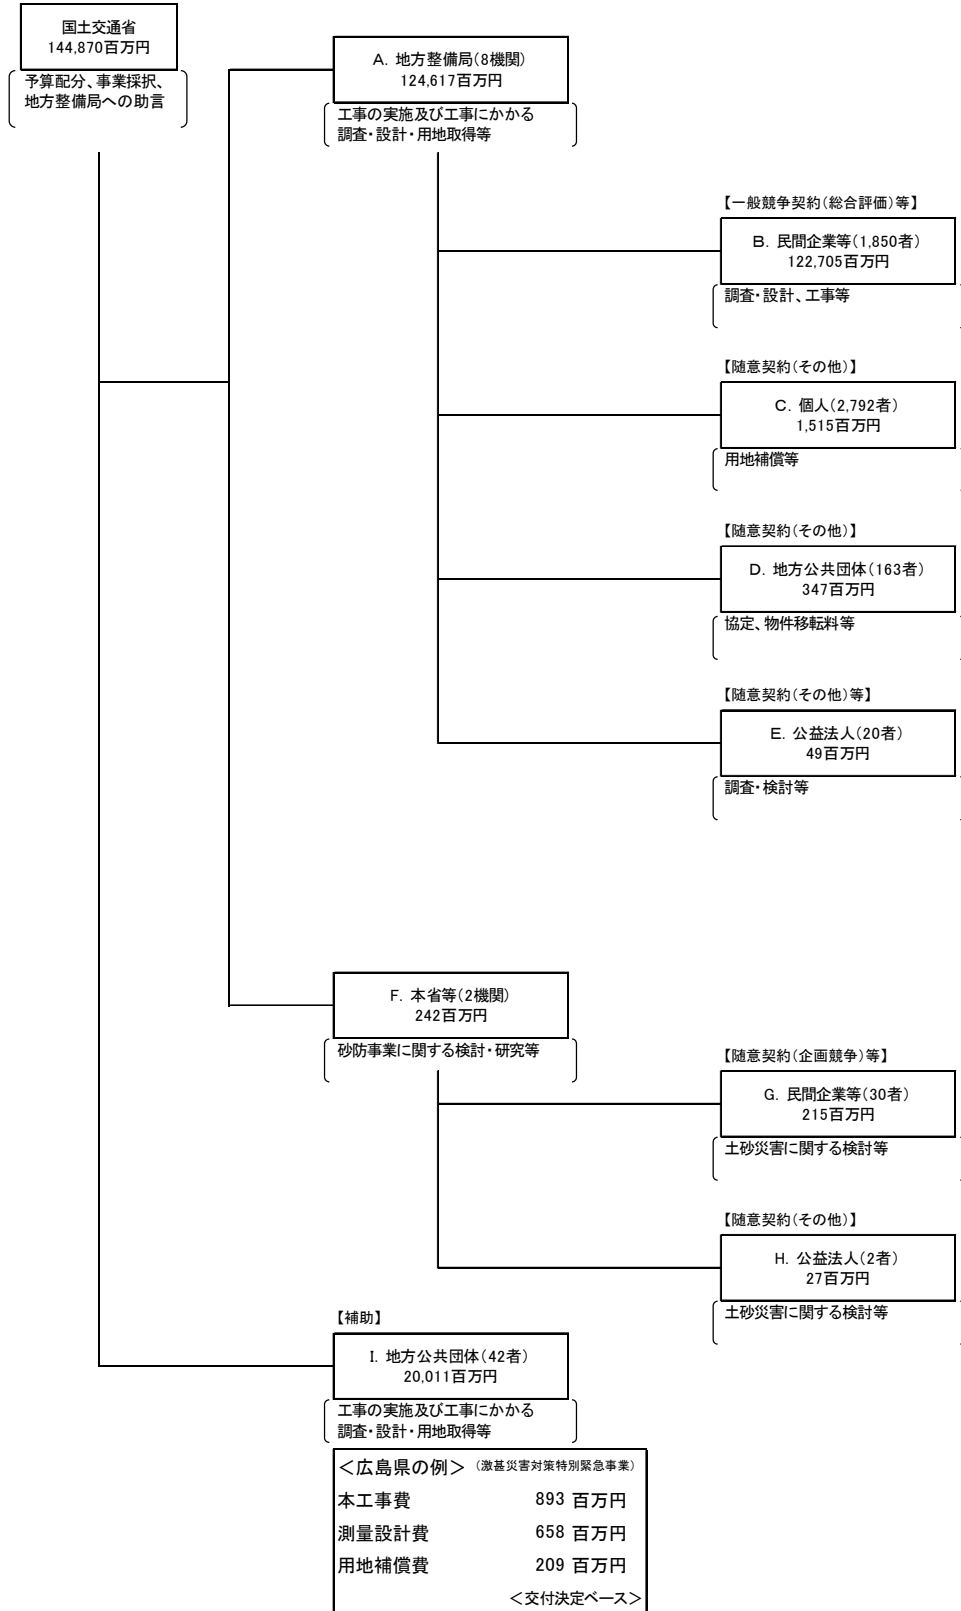 国土交通省
144,870百万円
予算配分、事業採択、
地方整備局への助言
A. 地方整備局(8機関)
124,617百万円
工事の実施及び工事にかかる
調査・設計・用地取得等
【一般競争契約(総合評価)等】
B. 民間企業等(1,850者)
122,705百万円
調査・設計、工事等
【随意契約(その他)】
C. 個人(2,792者)
1,515百万円
用地補償等
【随意契約(その他)】
D. 地方公共団体(163者)
347百万円
協定、物件移転料等
【随意契約(その他)等】
E. 公益法人(20者)
49百万円
調査・検討等
F. 本省等(2機関)
242百万円
砂防事業に関する検討・研究等
【随意契約(企画競争)等】
G. 民間企業等(30者)
215百万円
土砂災害に関する検討等
【随意契約(その他)】
H. 公益法人(2者)
27百万円
土砂災害に関する検討等
【補助】
I. 地方公共団体(42者)
20,011百万円
工事の実施及び工事にかかる
調査・設計・用地取得等
＜広島県の例＞ (激甚災害対策特別緊急事業)
本工事費 893 百万円
測量設計費 658 百万円
用地補償費 209 百万円
＜交付決定ベース＞